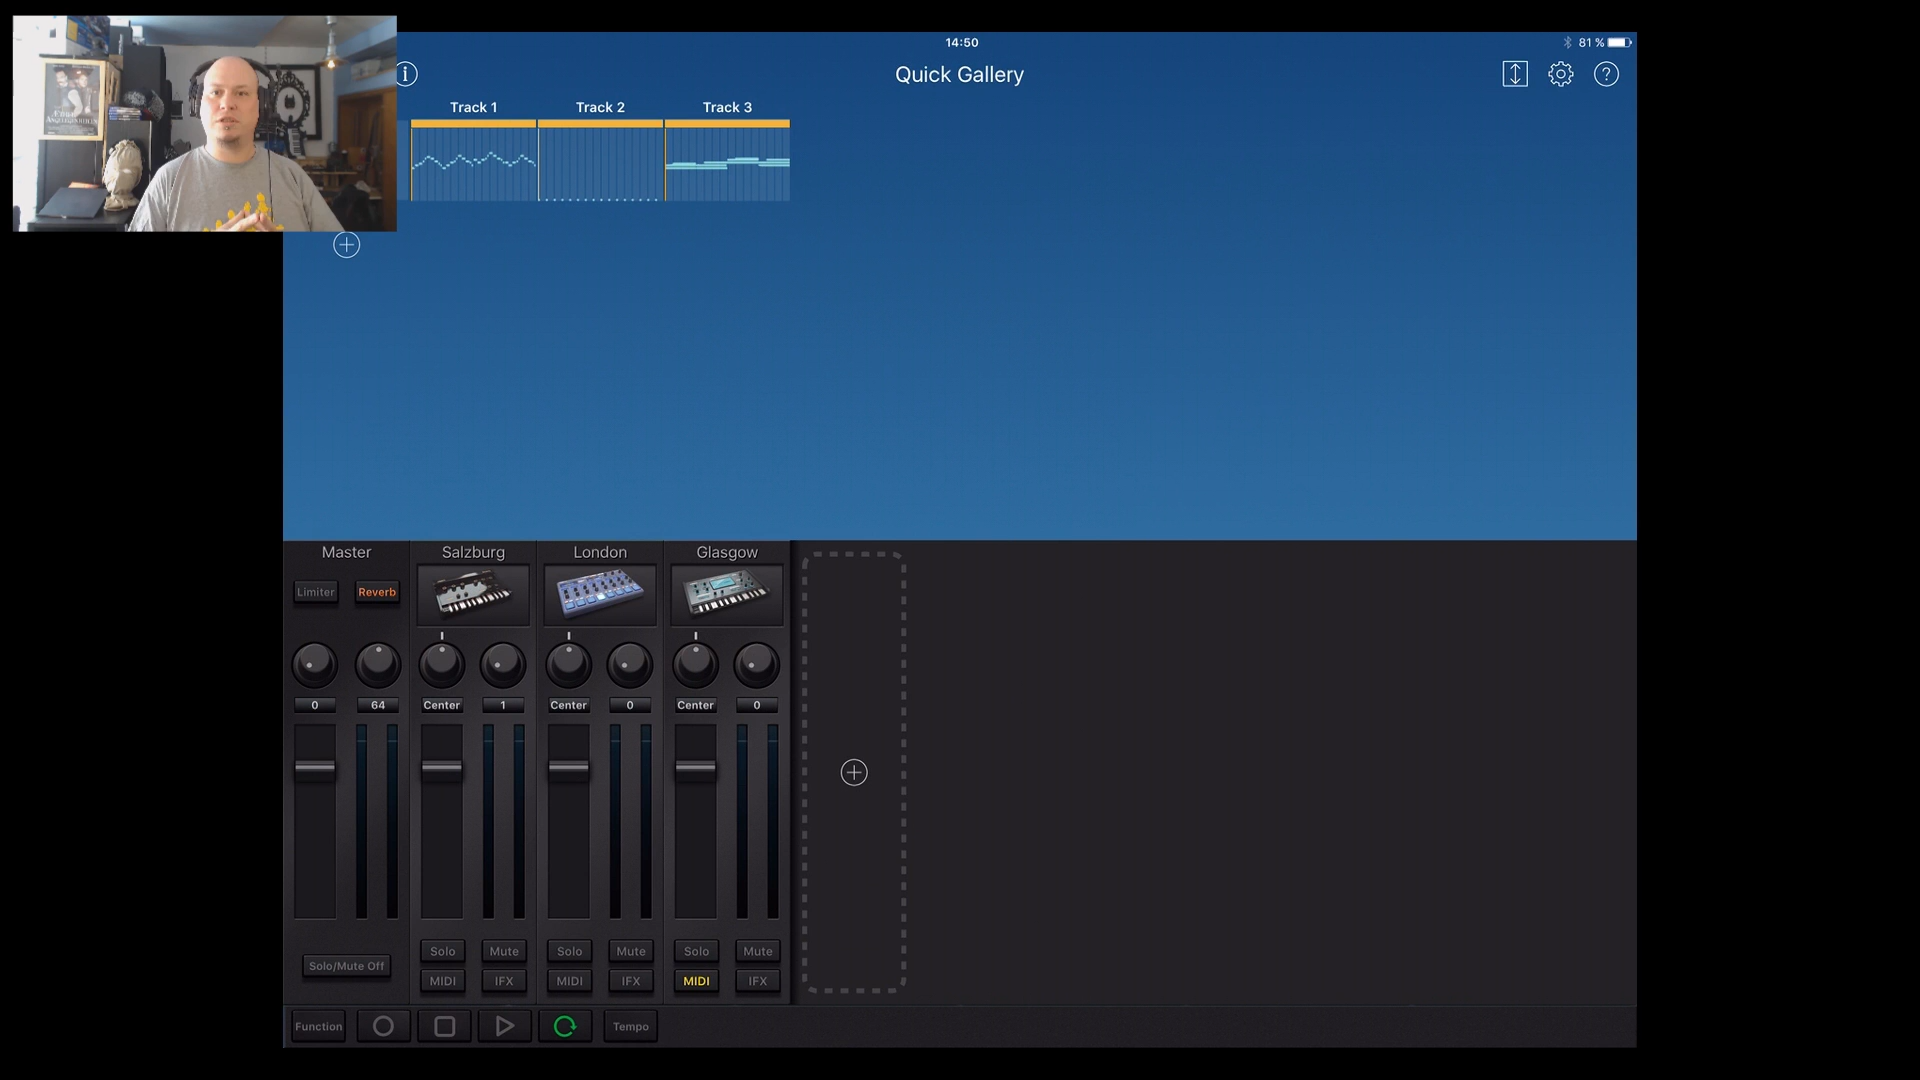 14:50
81 %
Quick Gallery
Track 1 Track 2 Track 3
Master Salzburg London Glasgow
Limiter Reverb
0 64 Center 1 Center 0 Center 0
Solo Mute Solo Mute Solo Mute
Solo/Mute Off
MIDI IFX MIDI IFX MIDI IFX
Function Tempo